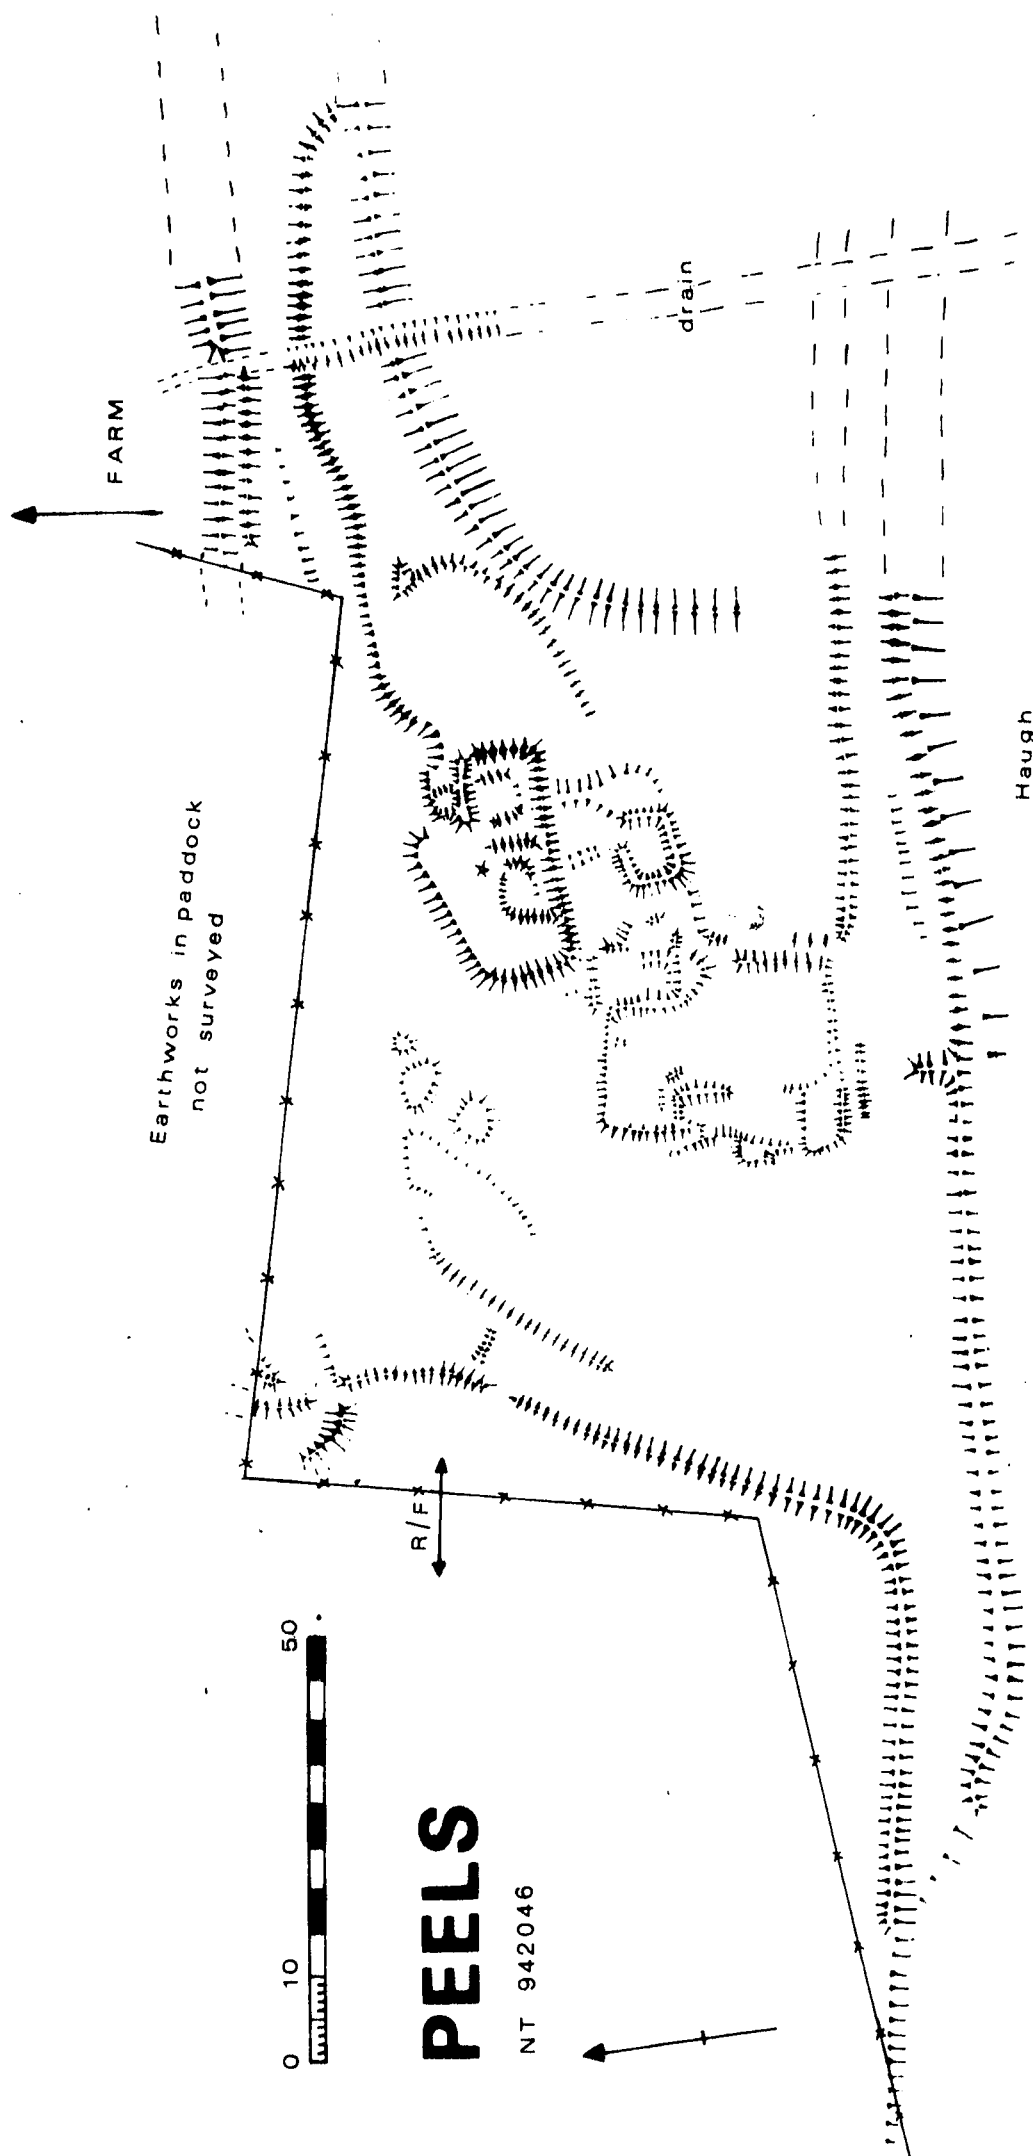 FARM
Earthworks in paddock
not surveyed
drain
Haugh
R/F
0 10 50
PEELS
NT 942046